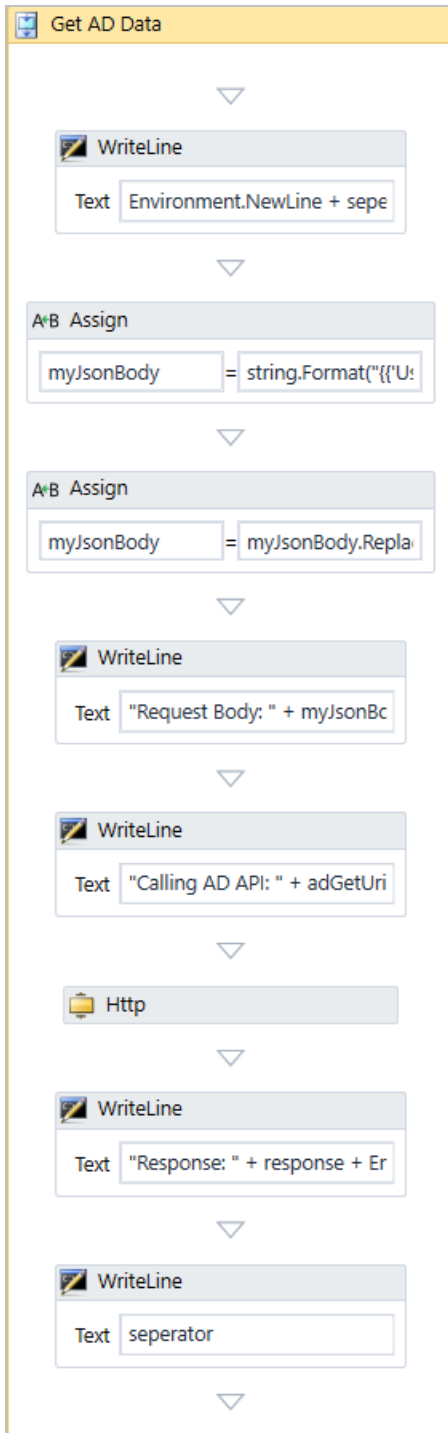 Get AD Data
WriteLine
Text Environment.NewLine + sepe
A+B Assign
myJsonBody = string.Format("{{'Us
A+B Assign
myJsonBody = myJsonBody.Repla
WriteLine
Text "Request Body: " + myJsonBo
WriteLine
Text "Calling AD API: " + adGetUri
Http
WriteLine
Text "Response: " + response + Er
WriteLine
Text seperator